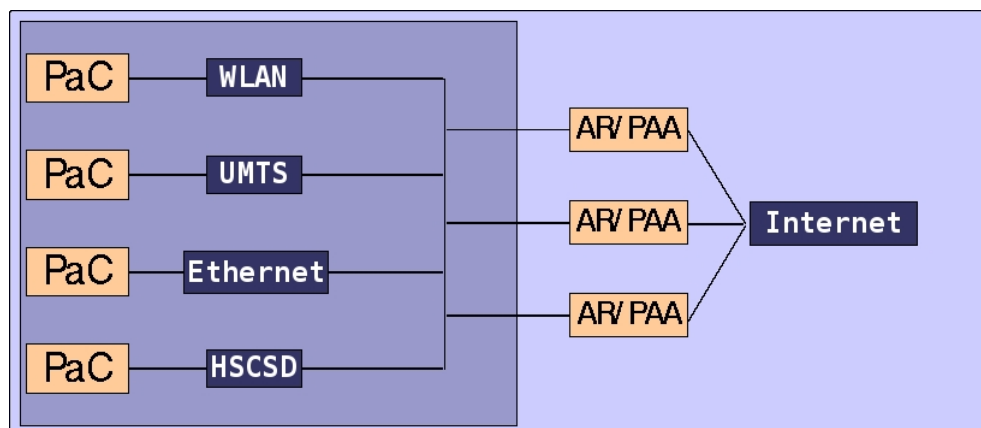 PaC WLAN
AR/ PAA
PaC UMTS
AR/ PAA Internet
PaC Ethernet
AR/ PAA
PaC HSCSD